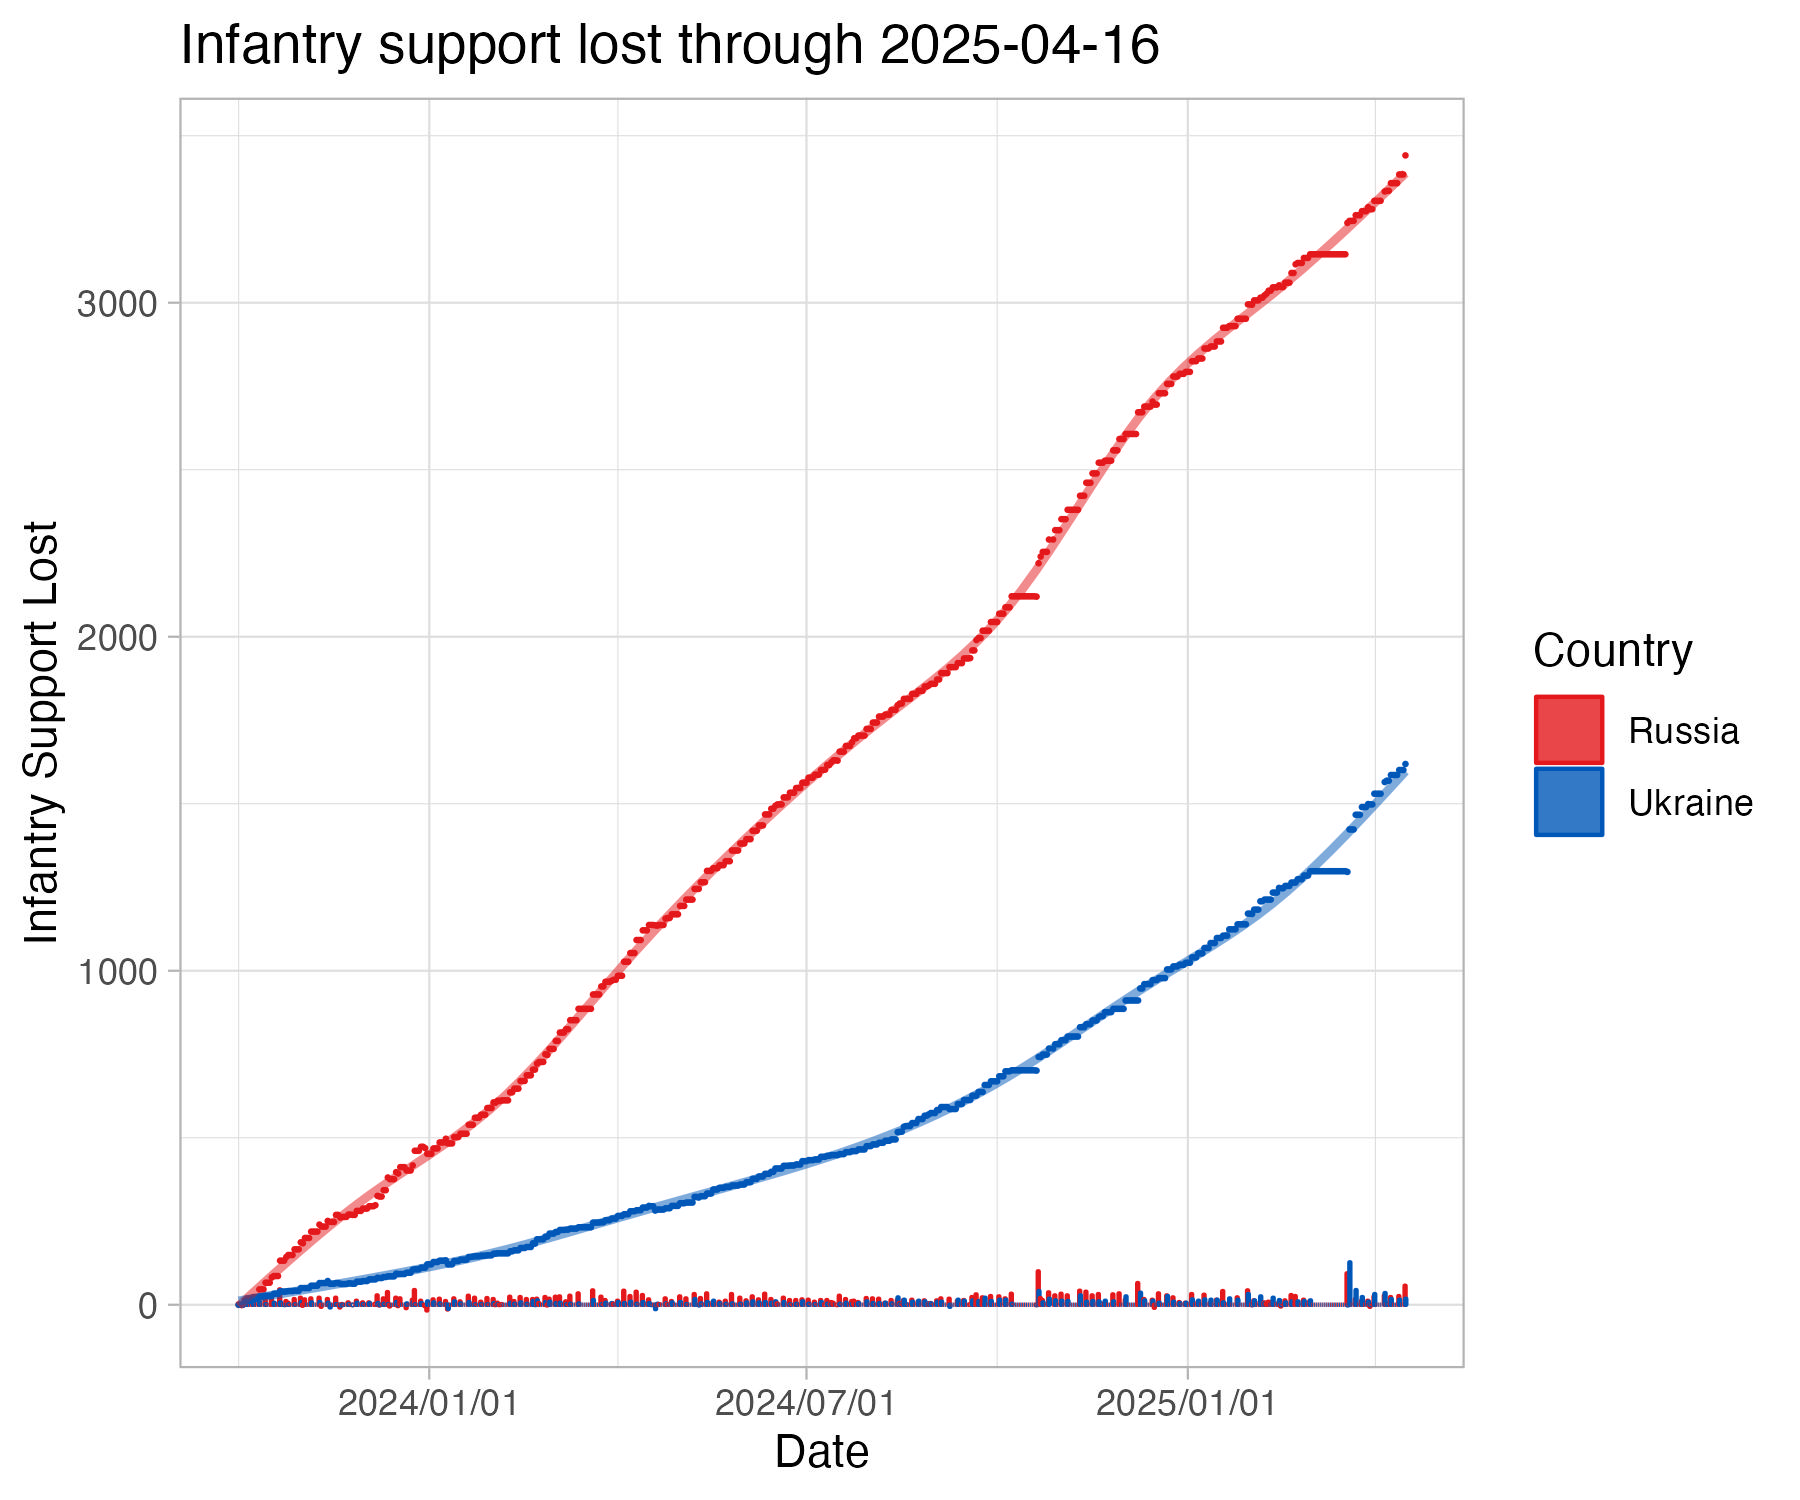 Infantry support lost through 2025-04-16
Infantry Support Lost
3000
2000
1000
0
2024/01/01
2024/07/01
2025/01/01
Date
Country
Russia
Ukraine